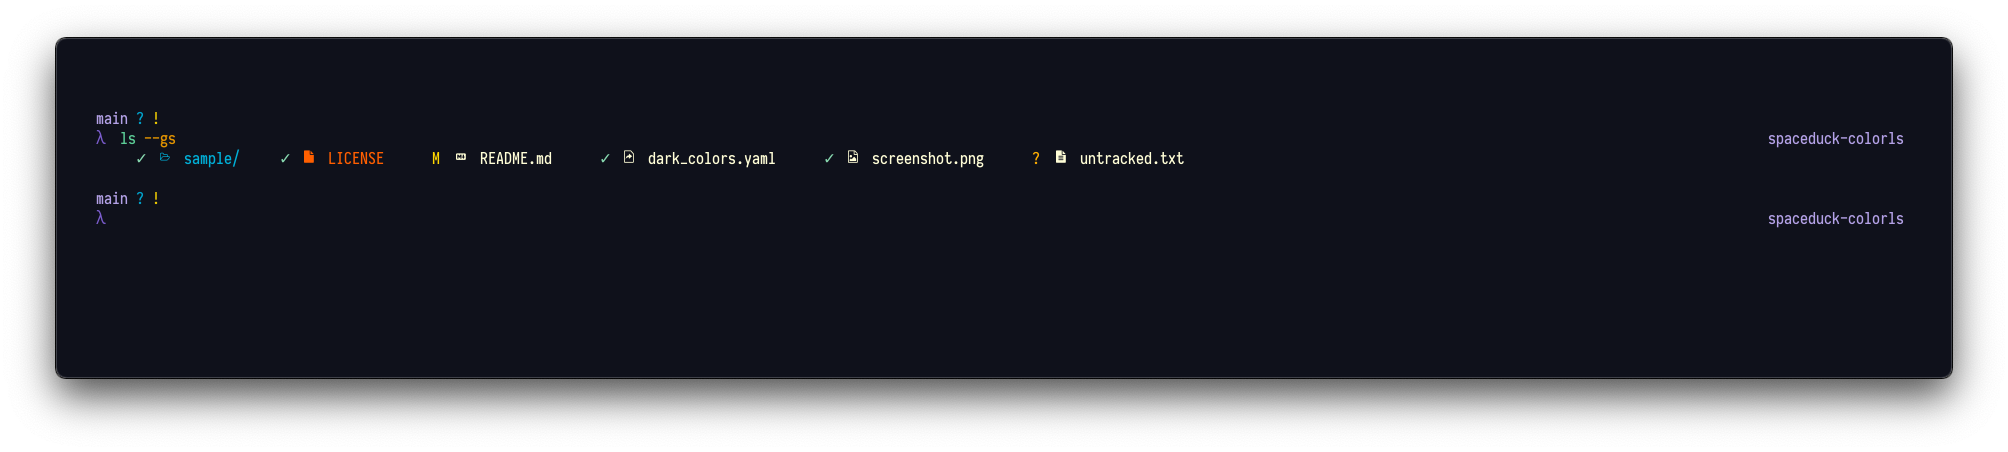 main ? !
λ ls --gs spaceduck-colorls
✓ sample/ ✓ LICENSE M README.md ✓ dark_colors.yaml ✓ screenshot.png ? untracked.txt
main ? !
λ spaceduck-colorls